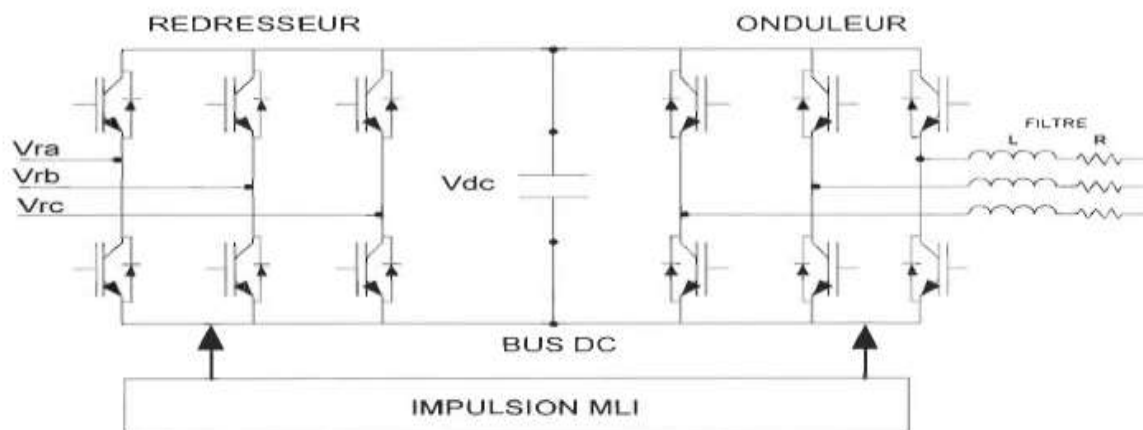 REDRESSEUR
ONDULEUR
FILTRE
L R
Vra
Vrb
Vrc
Vdc
BUS DC
IMPULSION MLI